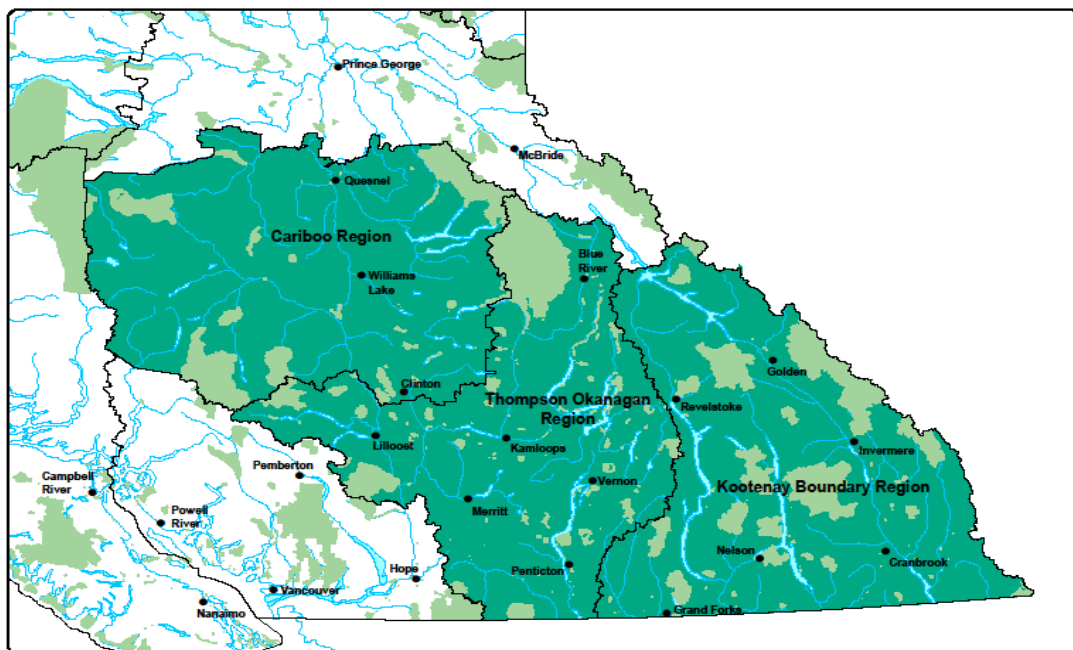 Prince George
McBride
Quesnel
Cariboo Region
Blue
River
Williams
Lake
Golden
Clinton
Thompson Okanagan
Region
Revelstoke
Lillooet
Kamloops
Invermere
Pemberton
Campbell
River
Vernon
Kootenay Boundary Region
Merritt
Powell
River
Nelson
Cranbrook
Hope
Penticton
Vancouver
Nanaimo
Grand Forks